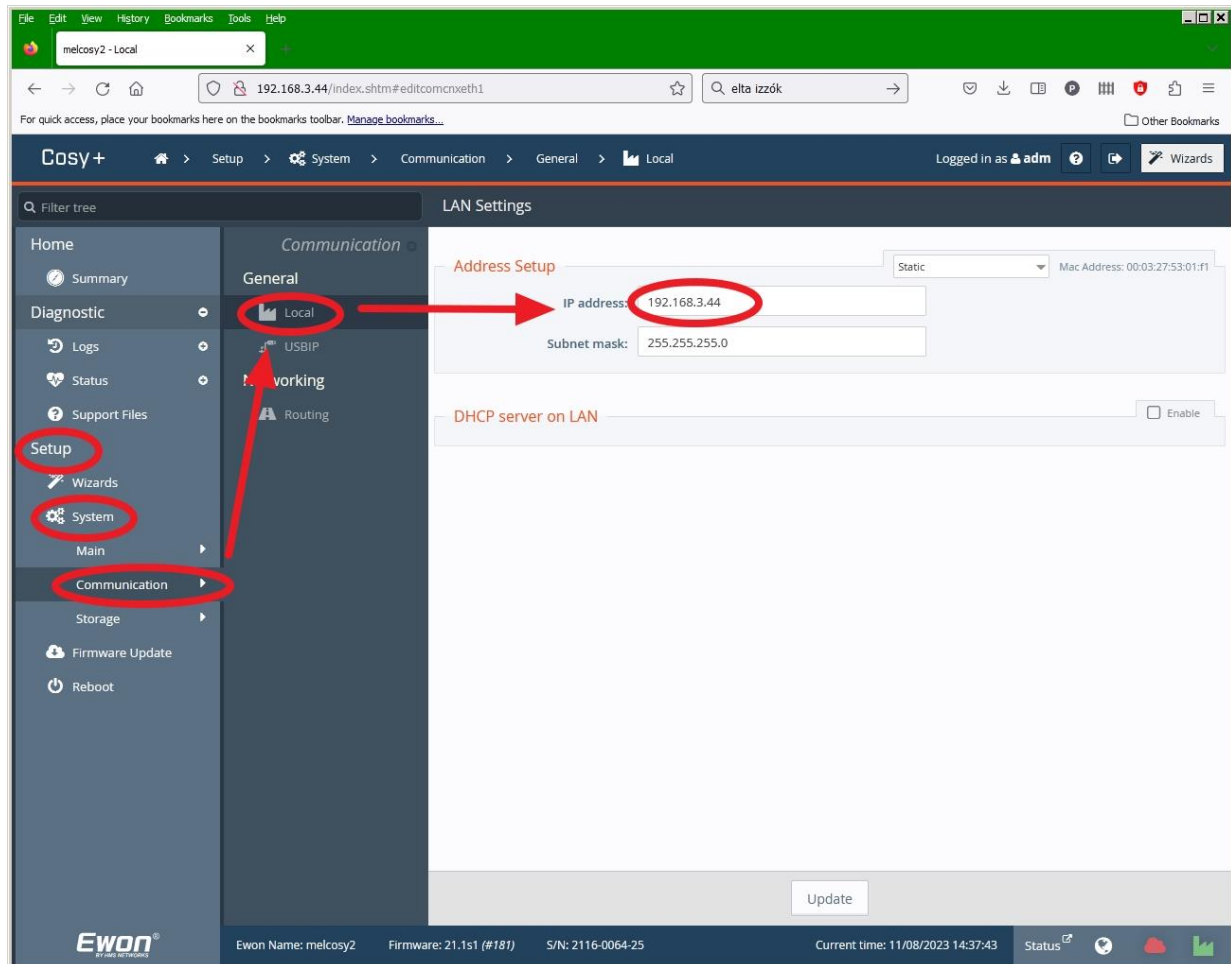 File Edit View History Bookmarks Tools Help
melcosy2 - Local
192.168.3.44/index.shtm#editcomcnxeth1
elta izzók
For quick access, place your bookmarks here on the bookmarks toolbar. Manage bookmarks...
Other Bookmarks
Cosy+ > Setup > System > Communication > General > Local
Logged in as adm
Wizards
Filter tree
LAN Settings
Home
Summary
Diagnostic
Logs
Status
Support Files
Setup
Wizards
System
Main
Communication
Storage
Firmware Update
Reboot
Communication
General
Local
USBIP
Networking
Routing
Address Setup
Static
Mac Address: 00:03:27:53:01:f1
IP address: 192.168.3.44
Subnet mask: 255.255.255.0
DHCP server on LAN
Enable
Update
Ewon®
BY HMS NETWORKS
Ewon Name: melcosy2 Firmware: 21.1s1 (#181) S/N: 2116-0064-25 Current time: 11/08/2023 14:37:43 Status